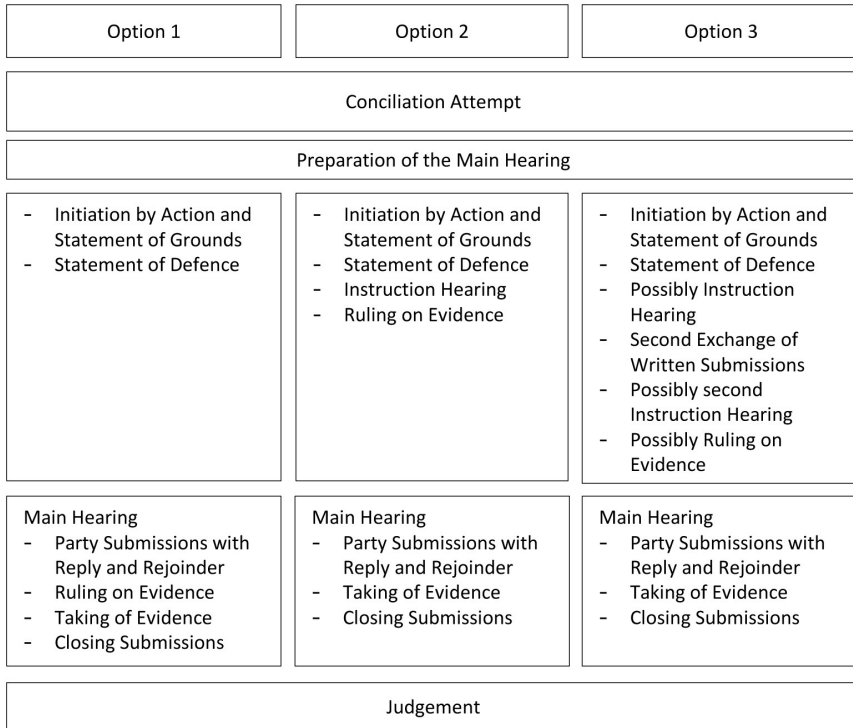 Option 1
Option 2
Option 3
Conciliation Attempt
Preparation of the Main Hearing
- Initiation by Action and
Statement of Grounds
- Statement of Defence
- Initiation by Action and
Statement of Grounds
- Statement of Defence
- Instruction Hearing
- Ruling on Evidence
- Initiation by Action and
Statement of Grounds
- Statement of Defence
- Possibly Instruction
Hearing
- Second Exchange of
Written Submissions
- Possibly second
Instruction Hearing
- Possibly Ruling on
Evidence
Main Hearing
- Party Submissions with
Reply and Rejoinder
- Ruling on Evidence
- Taking of Evidence
- Closing Submissions
Main Hearing
- Party Submissions with
Reply and Rejoinder
- Taking of Evidence
- Closing Submissions
Main Hearing
- Party Submissions with
Reply and Rejoinder
- Taking of Evidence
- Closing Submissions
Judgement